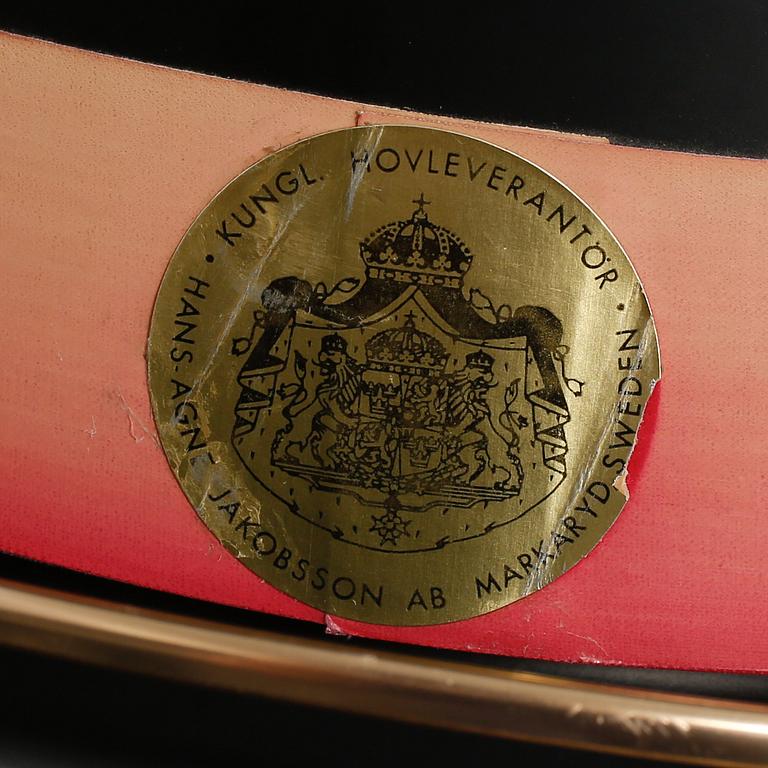 • KUNGL. HOVLEVERANTÖR •
HANS-AGNE JAKOBSSON AB MARKARYD SWEDEN